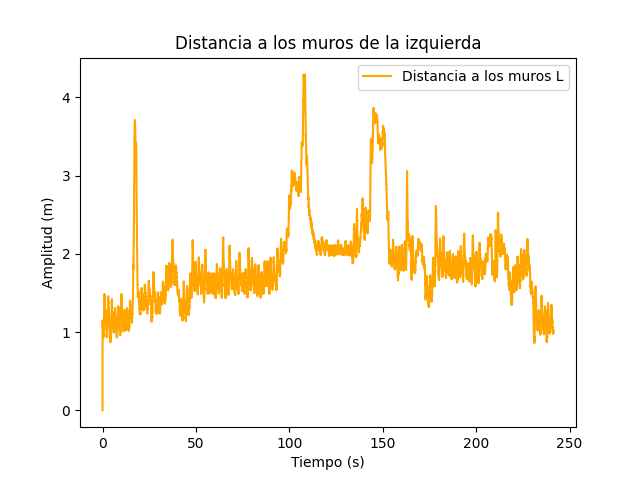 Distancia a los muros de la izquierda
Distancia a los muros L
Amplitud (m)
4
3
2
1
0
0 50 100 150 200 250
Tiempo (s)